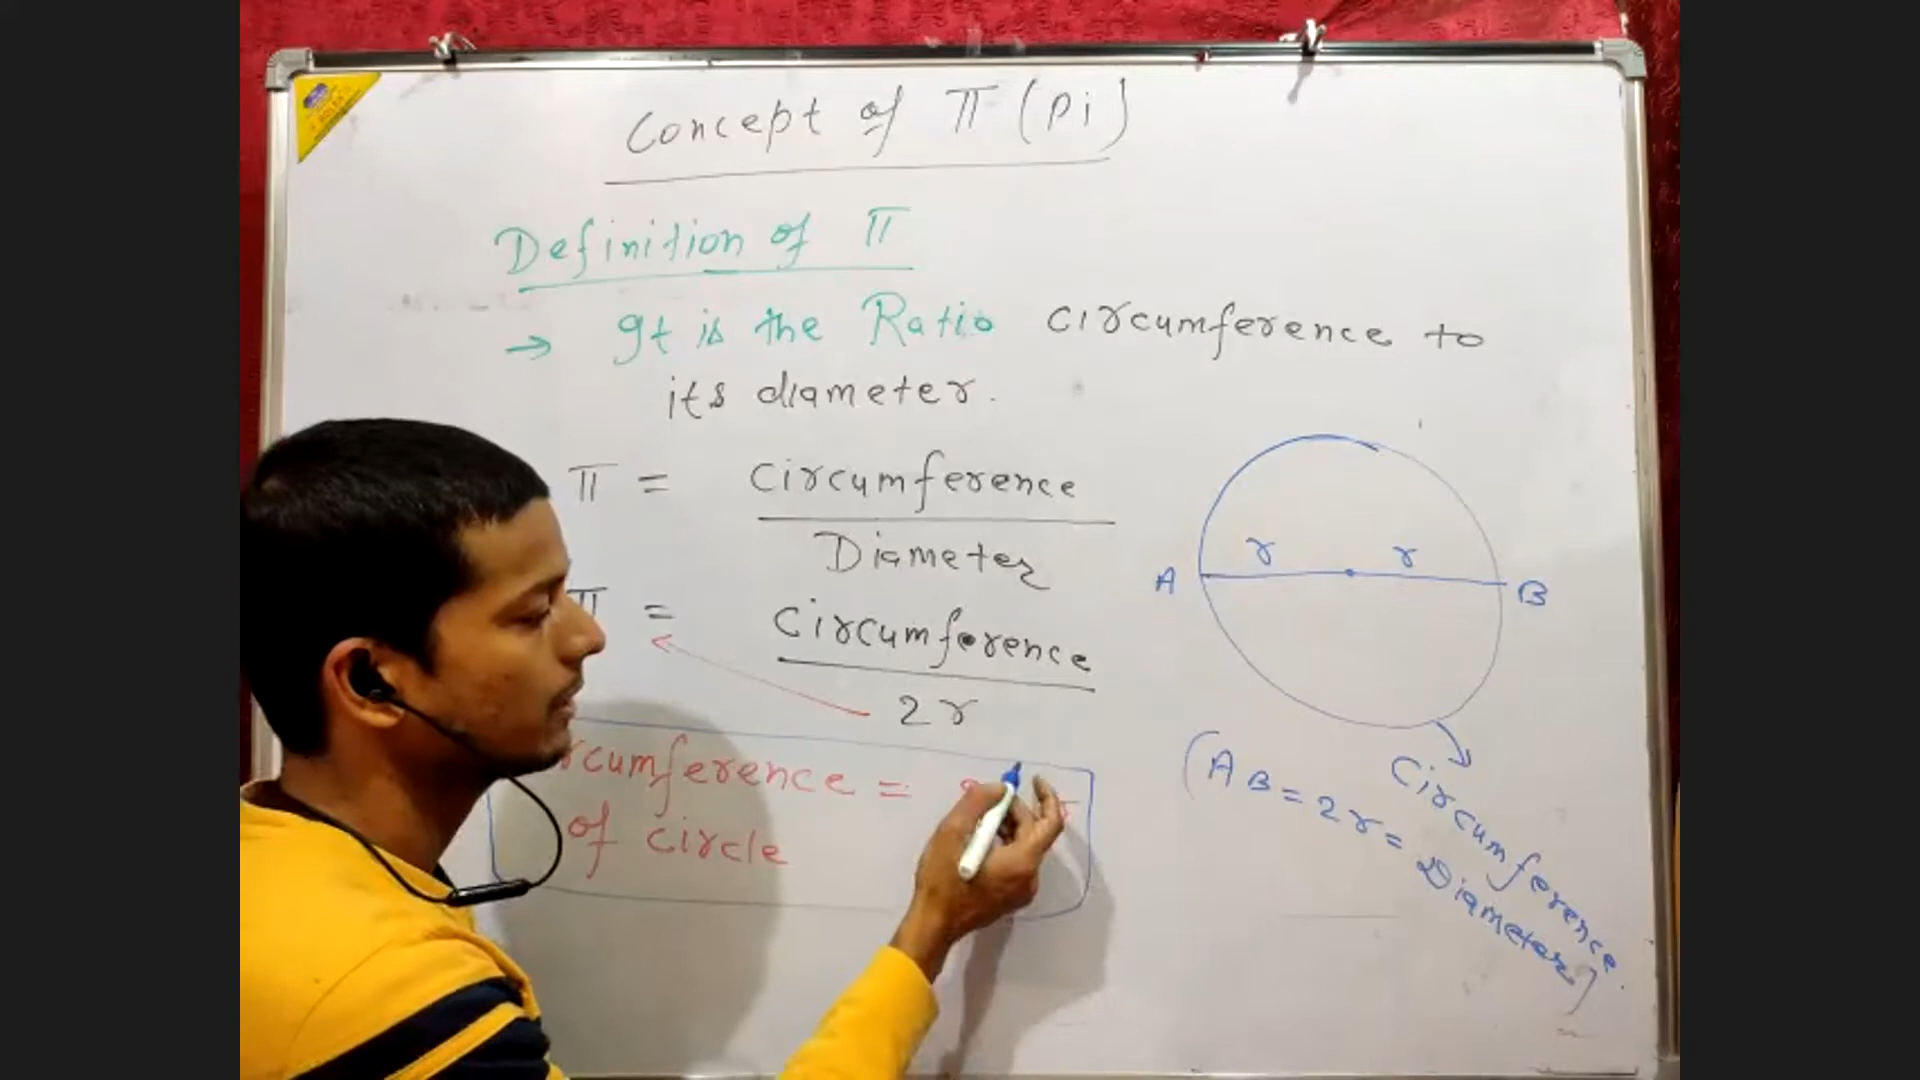 Concept of π (pi)
Definition of π
→ It is the Ratio circumference to
its diameter.
π = circumference
Diameter
π = circumference
2r
rcumference =
of circle
r r
A B
Circumference
(AB = 2r = Diameter)